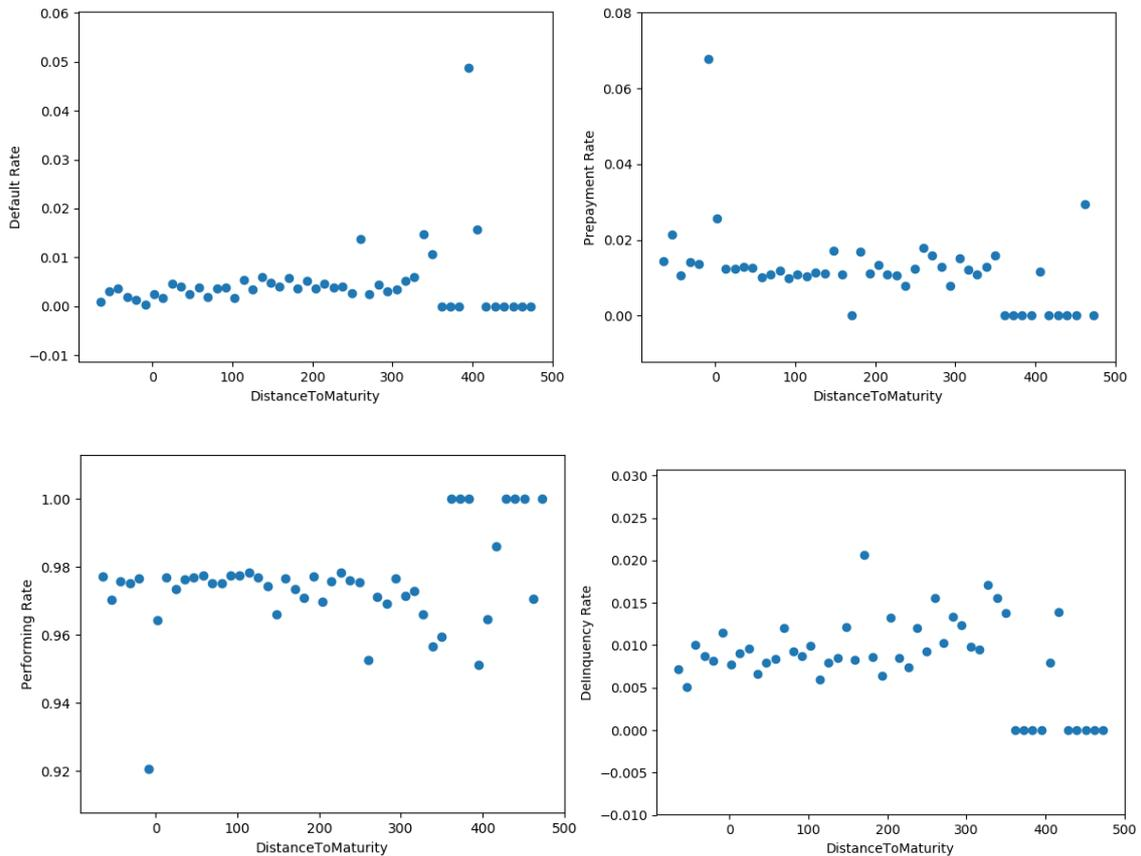 0.06
0.05
0.04
0.03
0.02
0.01
0.00
−0.01
Default Rate
0 100 200 300 400 500
DistanceToMaturity
0.08
0.06
0.04
0.02
0.00
Prepayment Rate
0 100 200 300 400 500
DistanceToMaturity
1.00
0.98
0.96
0.94
0.92
Performing Rate
0 100 200 300 400 500
DistanceToMaturity
0.030
0.025
0.020
0.015
0.010
0.005
0.000
−0.005
−0.010
Delinquency Rate
0 100 200 300 400 500
DistanceToMaturity